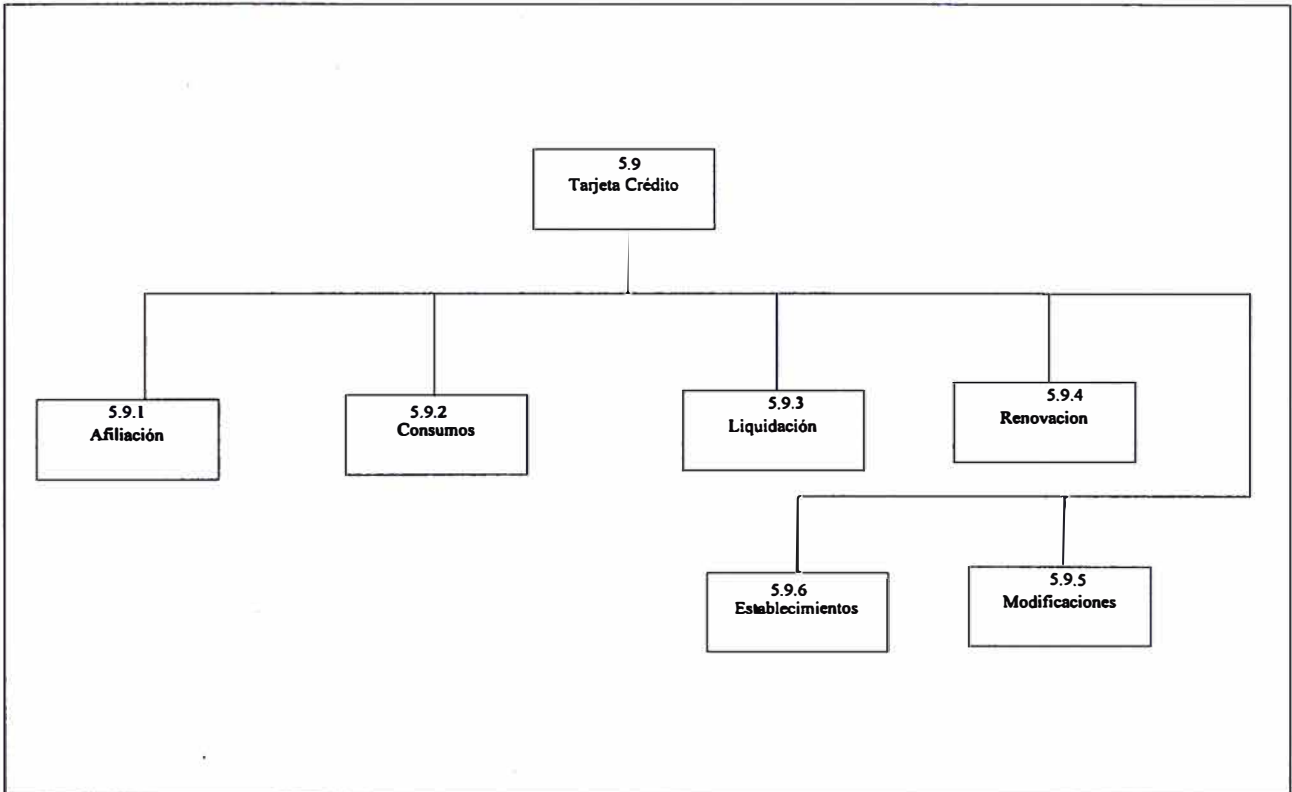 5.9
Tarjeta Crédito
5.9.1
Afiliación
5.9.2
Consumos
5.9.3
Liquidación
5.9.4
Renovacion
5.9.6
Establecimientos
5.9.5
Modificaciones